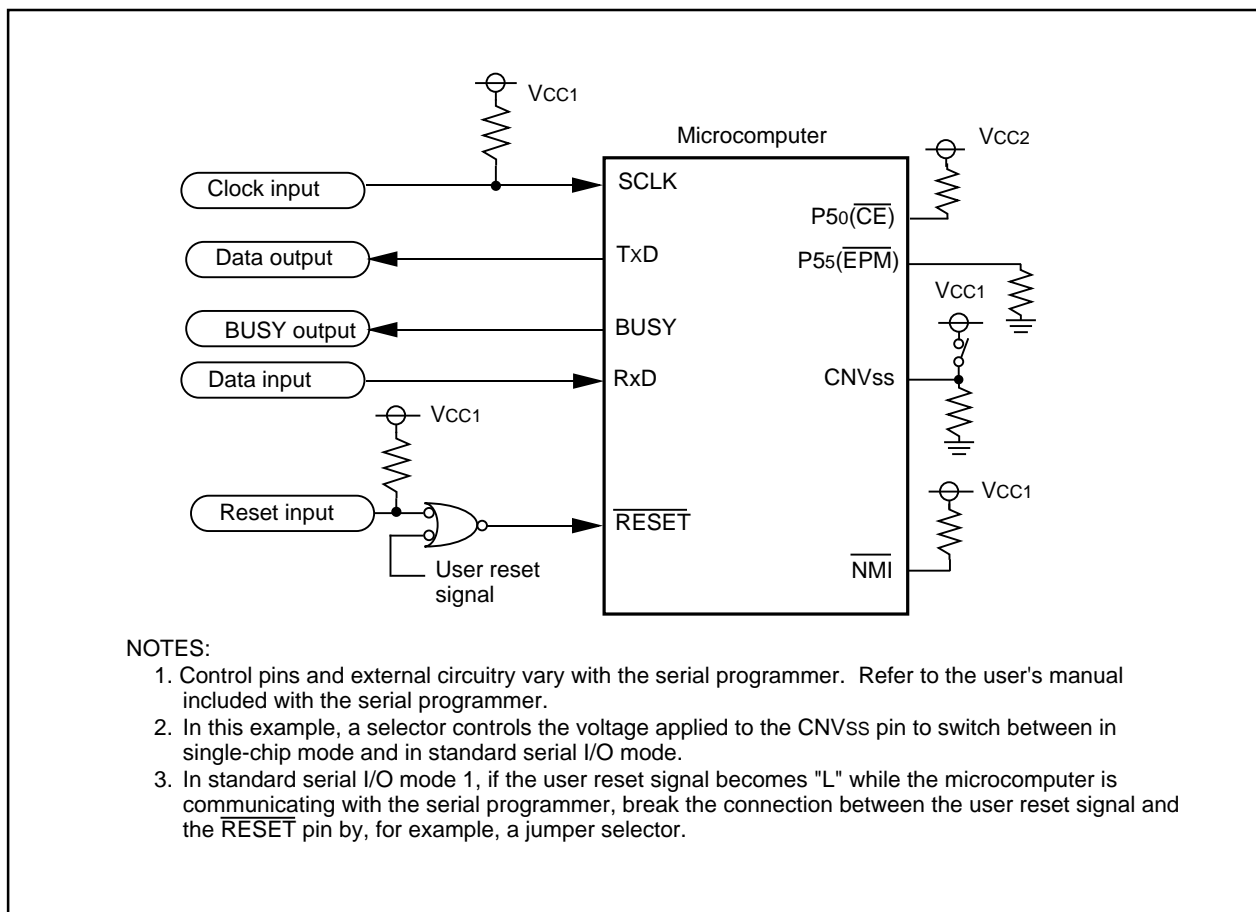 VCC1
Microcomputer
VCC2
Clock input
SCLK
P50(CE)
Data output
TxD
P55(EPM)
VCC1
BUSY output
BUSY
Data input
RxD
CNVss
VCC1
VCC1
Reset input
RESET
User reset
signal
NMI
NOTES:
1. Control pins and external circuitry vary with the serial programmer. Refer to the user's manual
included with the serial programmer.
2. In this example, a selector controls the voltage applied to the CNVSS pin to switch between in
single-chip mode and in standard serial I/O mode.
3. In standard serial I/O mode 1, if the user reset signal becomes "L" while the microcomputer is
communicating with the serial programmer, break the connection between the user reset signal and
the RESET pin by, for example, a jumper selector.